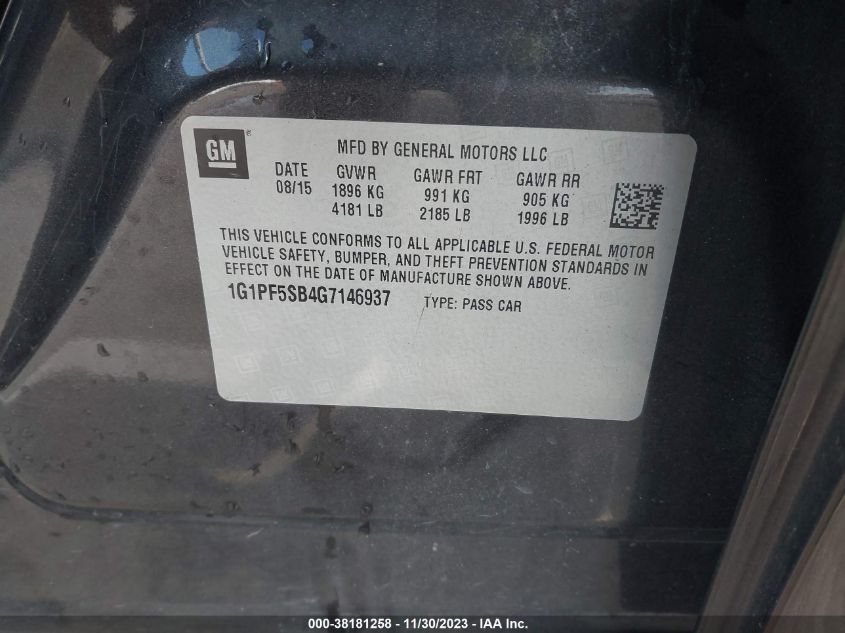 GM ®
MFD BY GENERAL MOTORS LLC
DATE GVWR GAWR FRT GAWR RR
08/15 1896 KG 991 KG 905 KG
4181 LB 2185 LB 1996 LB
THIS VEHICLE CONFORMS TO ALL APPLICABLE U.S. FEDERAL MOTOR
VEHICLE SAFETY, BUMPER, AND THEFT PREVENTION STANDARDS IN
EFFECT ON THE DATE OF MANUFACTURE SHOWN ABOVE.
1G1PF5SB4G7146937 TYPE: PASS CAR
000-38181258 - 11/30/2023 - IAA Inc.